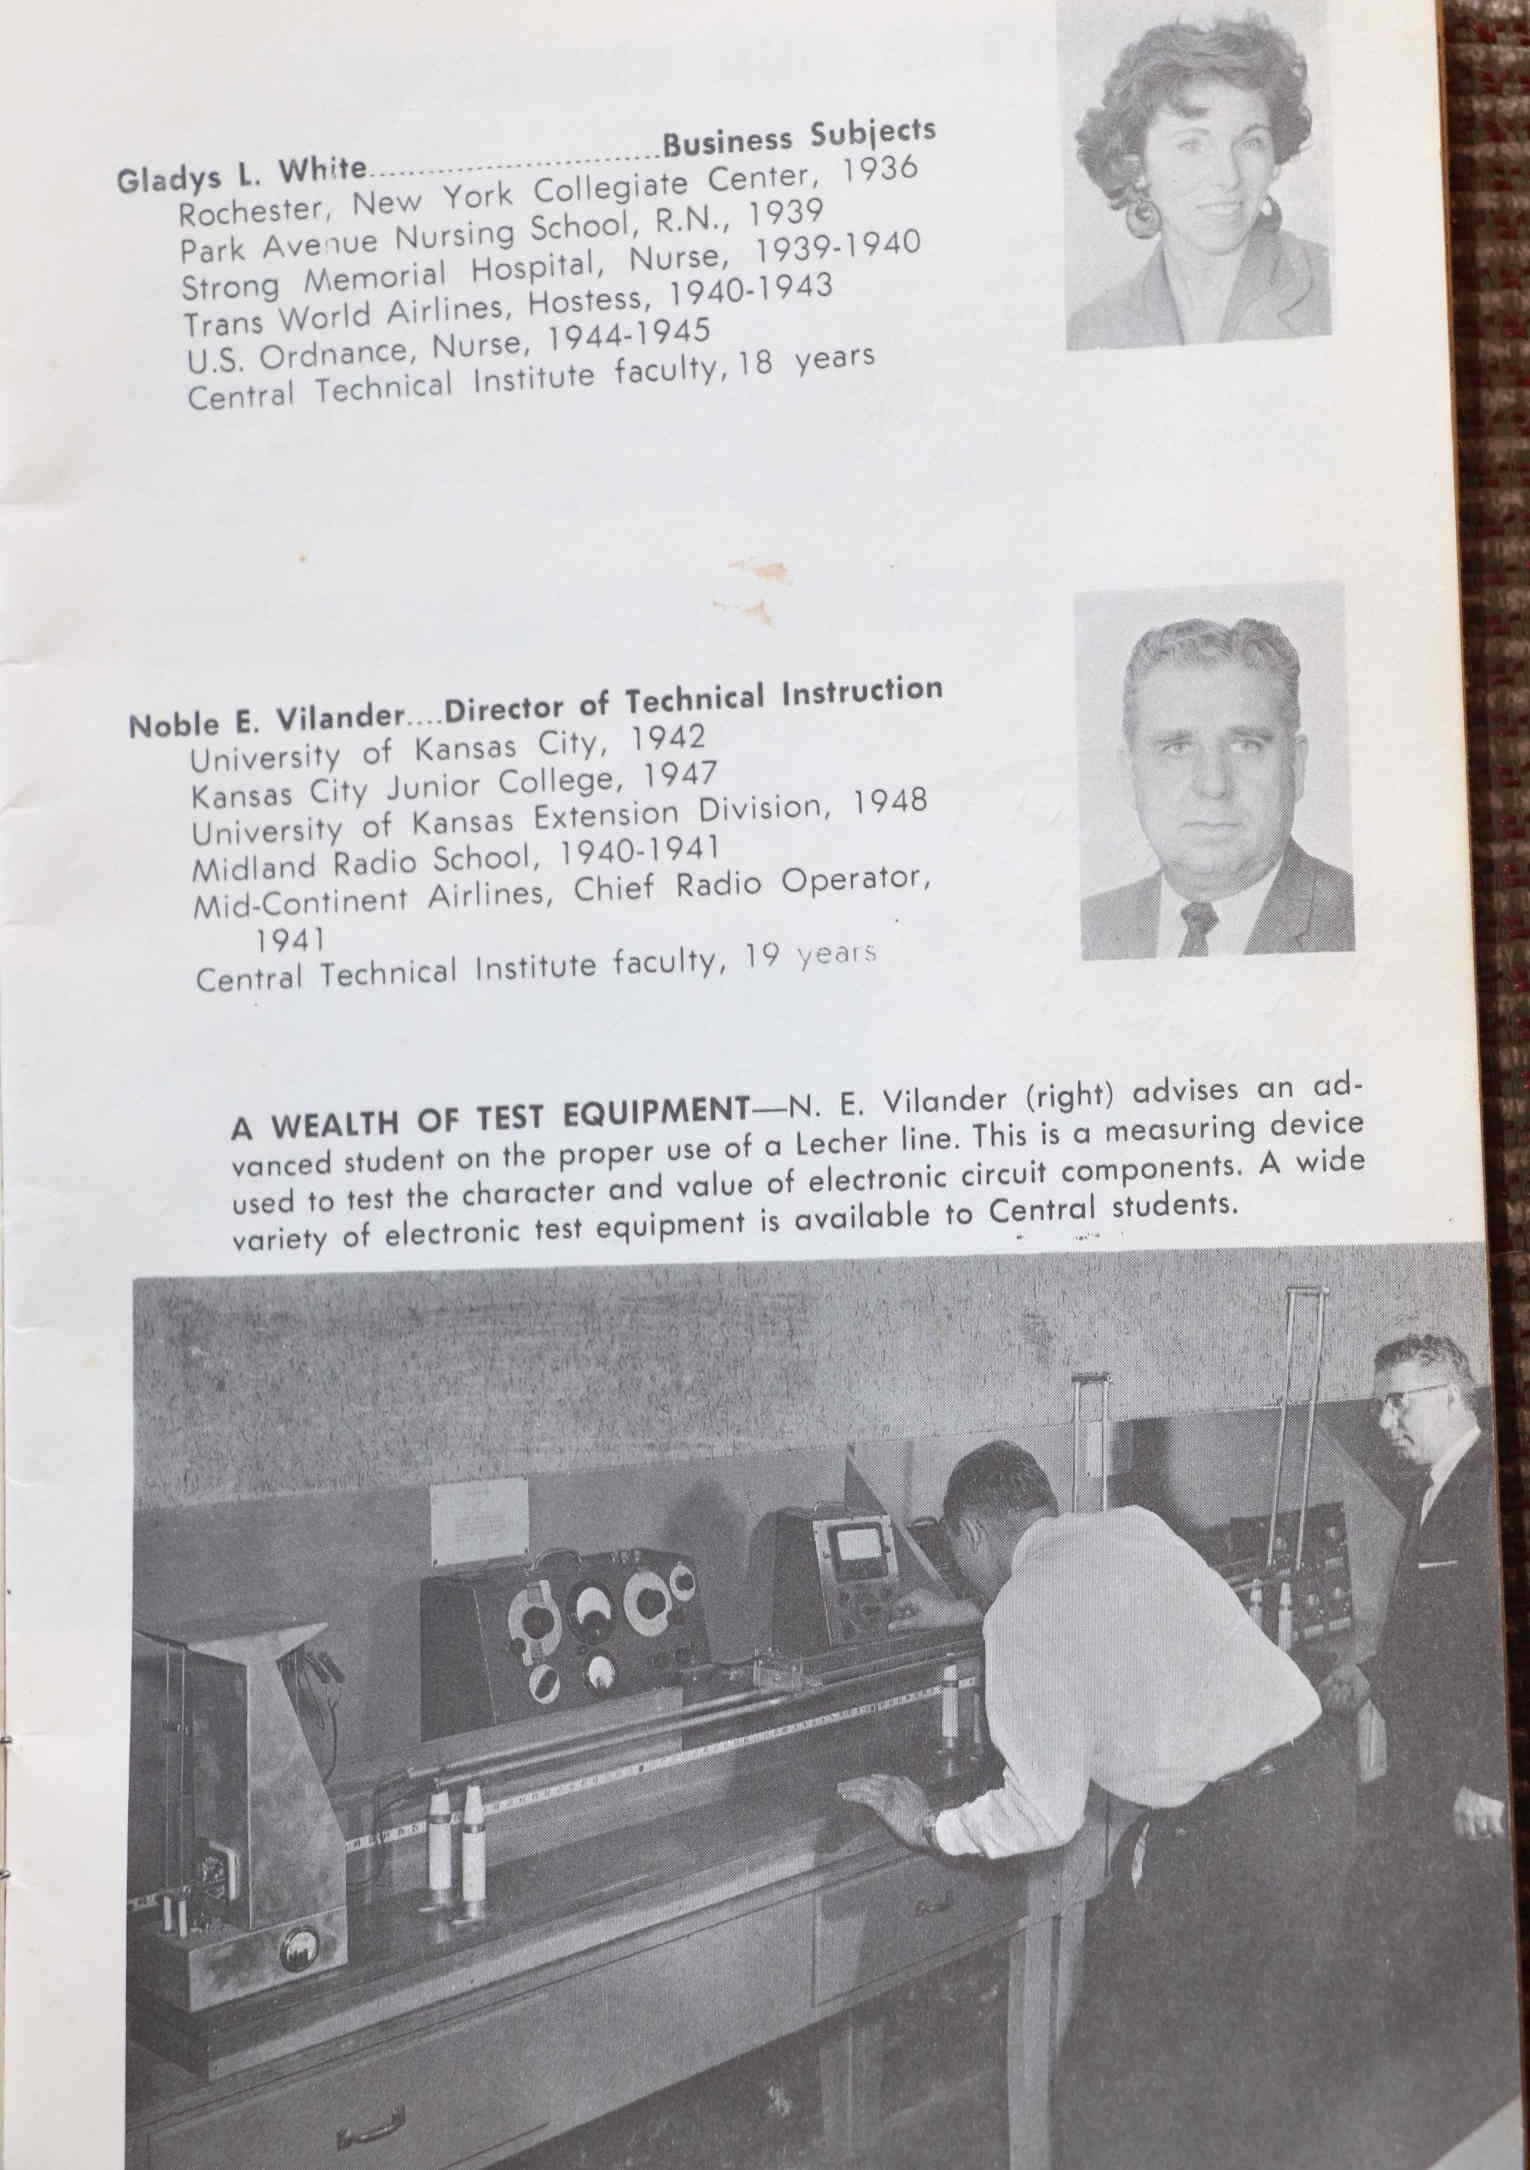 Gladys L. White..............................Business Subjects
Rochester, New York Collegiate Center, 1936
Park Avenue Nursing School, R.N., 1939
Strong Memorial Hospital, Nurse, 1939-1940
Trans World Airlines, Hostess, 1940-1943
U.S. Ordnance, Nurse, 1944-1945
Central Technical Institute faculty, 18 years
Noble E. Vilander....Director of Technical Instruction
University of Kansas City, 1942
Kansas City Junior College, 1947
University of Kansas Extension Division, 1948
Midland Radio School, 1940-1941
Mid-Continent Airlines, Chief Radio Operator,
1941
Central Technical Institute faculty, 19 years
A WEALTH OF TEST EQUIPMENT—N. E. Vilander (right) advises an ad-
vanced student on the proper use of a Lecher line. This is a measuring device
used to test the character and value of electronic circuit components. A wide
variety of electronic test equipment is available to Central students.